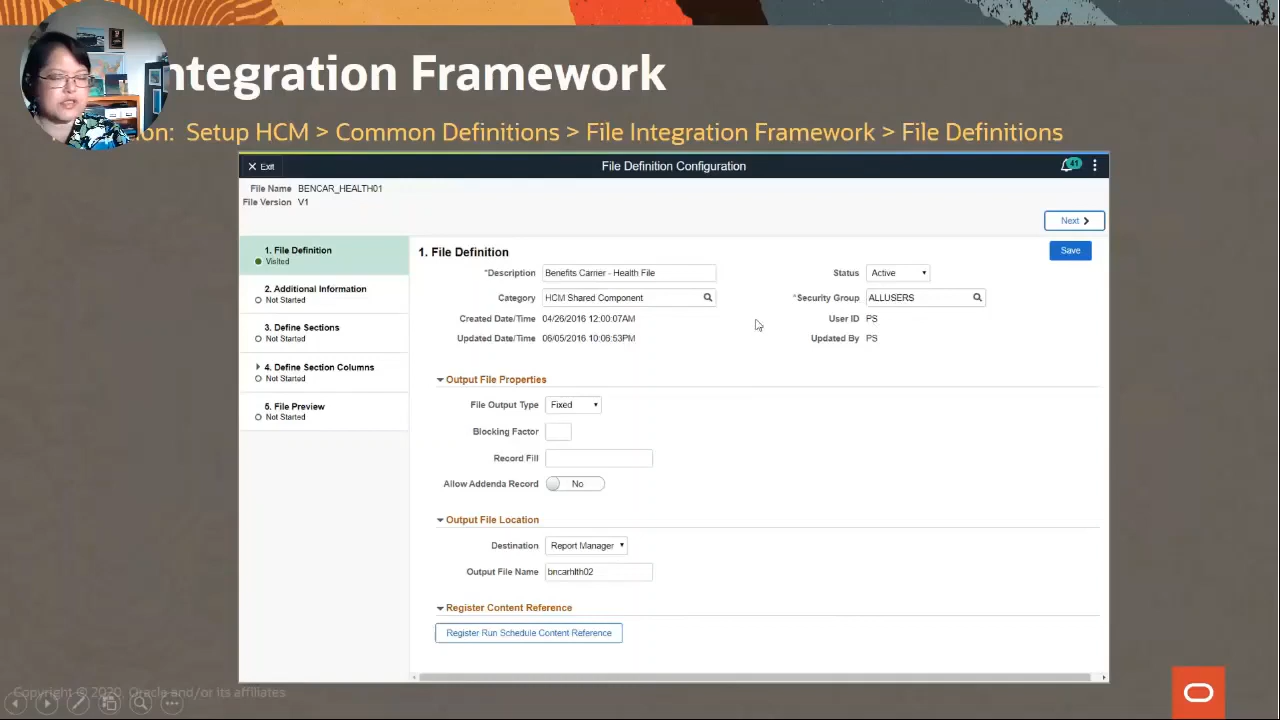 ntegration Framework
on: Setup HCM > Common Definitions > File Integration Framework > File Definitions
Exit
File Definition Configuration
41
File Name BENCAR_HEALTH01
File Version V1
Next
1. File Definition
Visited
2. Additional Information
Not Started
3. Define Sections
Not Started
4. Define Section Columns
Not Started
5. File Preview
Not Started
1. File Definition
Save
*Description Benefits Carrier - Health File
Status Active
Category HCM Shared Component
*Security Group ALLUSERS
Created Date/Time 04/26/2016 12:00:07AM
User ID PS
Updated Date/Time 06/05/2016 10:06:53PM
Updated By PS
Output File Properties
File Output Type Fixed
Blocking Factor
Record Fill
Allow Addenda Record No
Output File Location
Destination Report Manager
Output File Name bncarhlth02
Register Content Reference
Register Run Schedule Content Reference
Copyright © 2020, Oracle and/or its affiliates